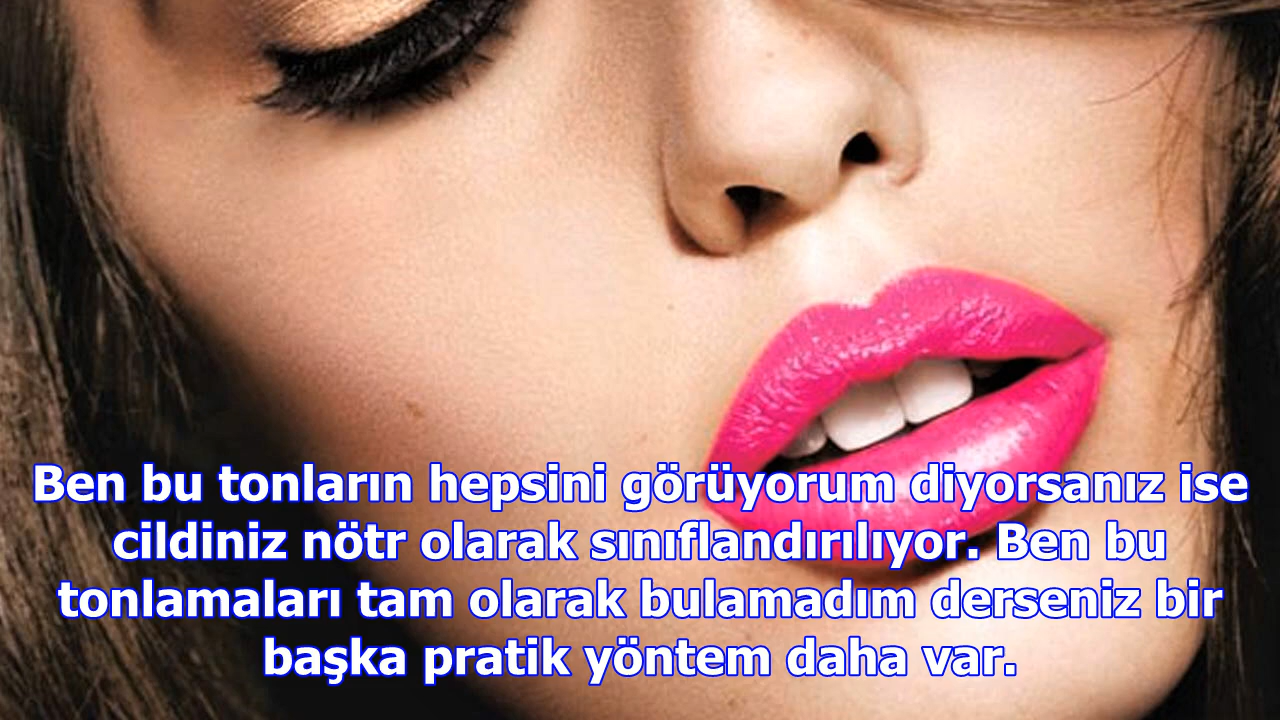 Ben bu tonların hepsini görüyorum diyorsanız ise
cildiniz nötr olarak sınıflandırılıyor. Ben bu
tonlamaları tam olarak bulamadım derseniz bir
başka pratik yöntem daha var.